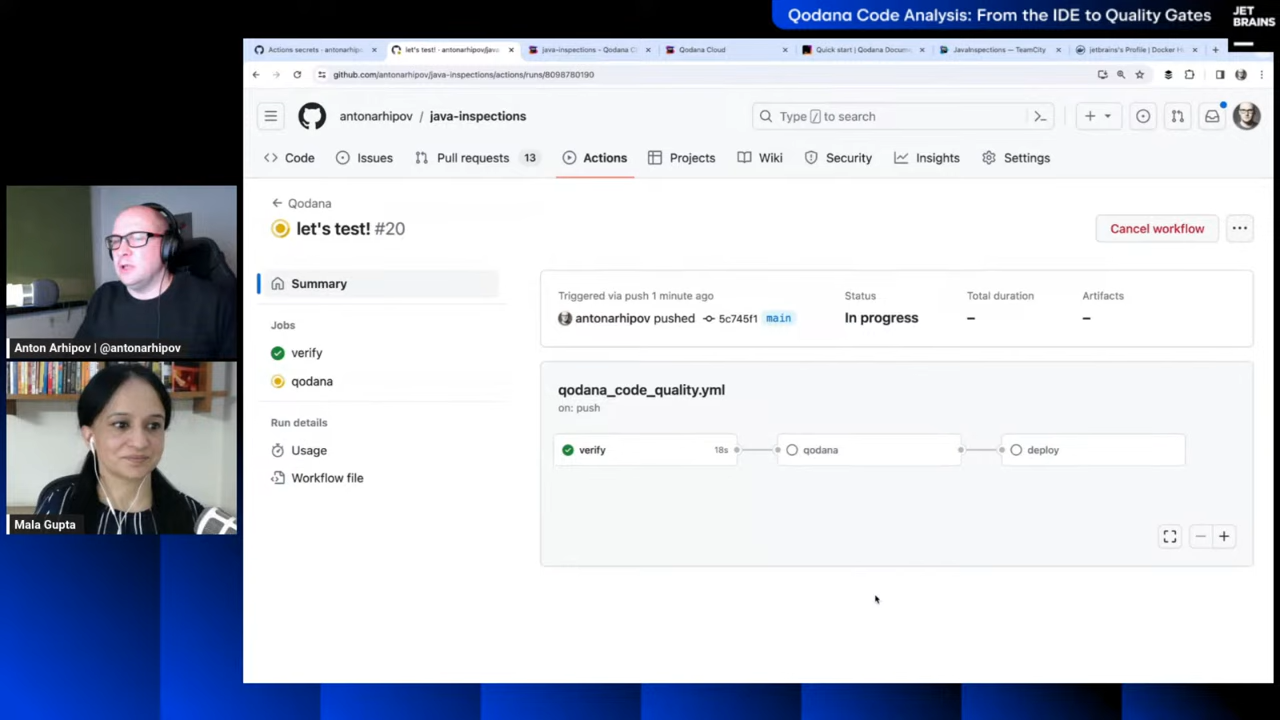 Qodana Code Analysis: From the IDE to Quality Gates
JET
BRAINS
Actions secrets - antonarhip
let's test! - antonarhipov/java
java-inspections - Qodana C
Qodana Cloud
Quick start | Qodana Docum
JavaInspections — TeamCity
jetbrains's Profile | Docker H
github.com/antonarhipov/java-inspections/actions/runs/8098780190
antonarhipov / java-inspections
Type / to search
Code
Issues
Pull requests 13
Actions
Projects
Wiki
Security
Insights
Settings
Qodana
let's test! #20
Cancel workflow
Summary
Jobs
verify
qodana
Run details
Usage
Workflow file
Triggered via push 1 minute ago
antonarhipov pushed 5c745f1 main
Status
In progress
Total duration
–
Artifacts
–
qodana_code_quality.yml
on: push
verify 18s
qodana
deploy
Anton Arhipov | @antonarhipov
Mala Gupta